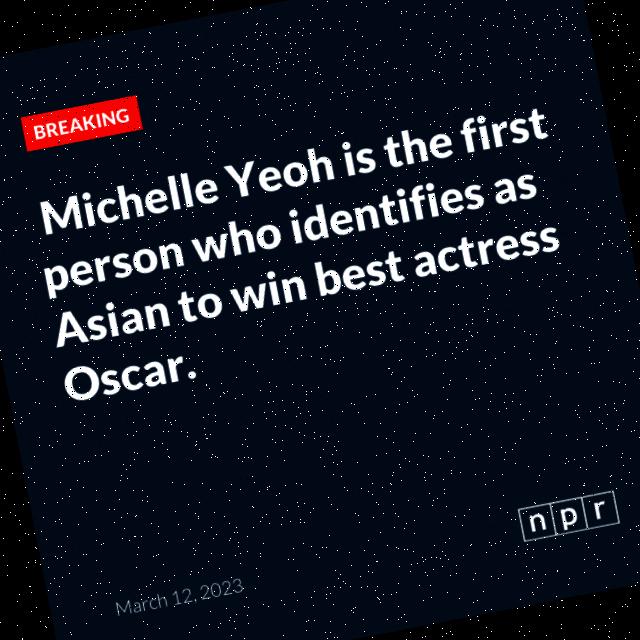 BREAKING
Michelle Yeoh is the first
person who identifies as
Asian to win best actress
Oscar.
npr
March 12, 2023